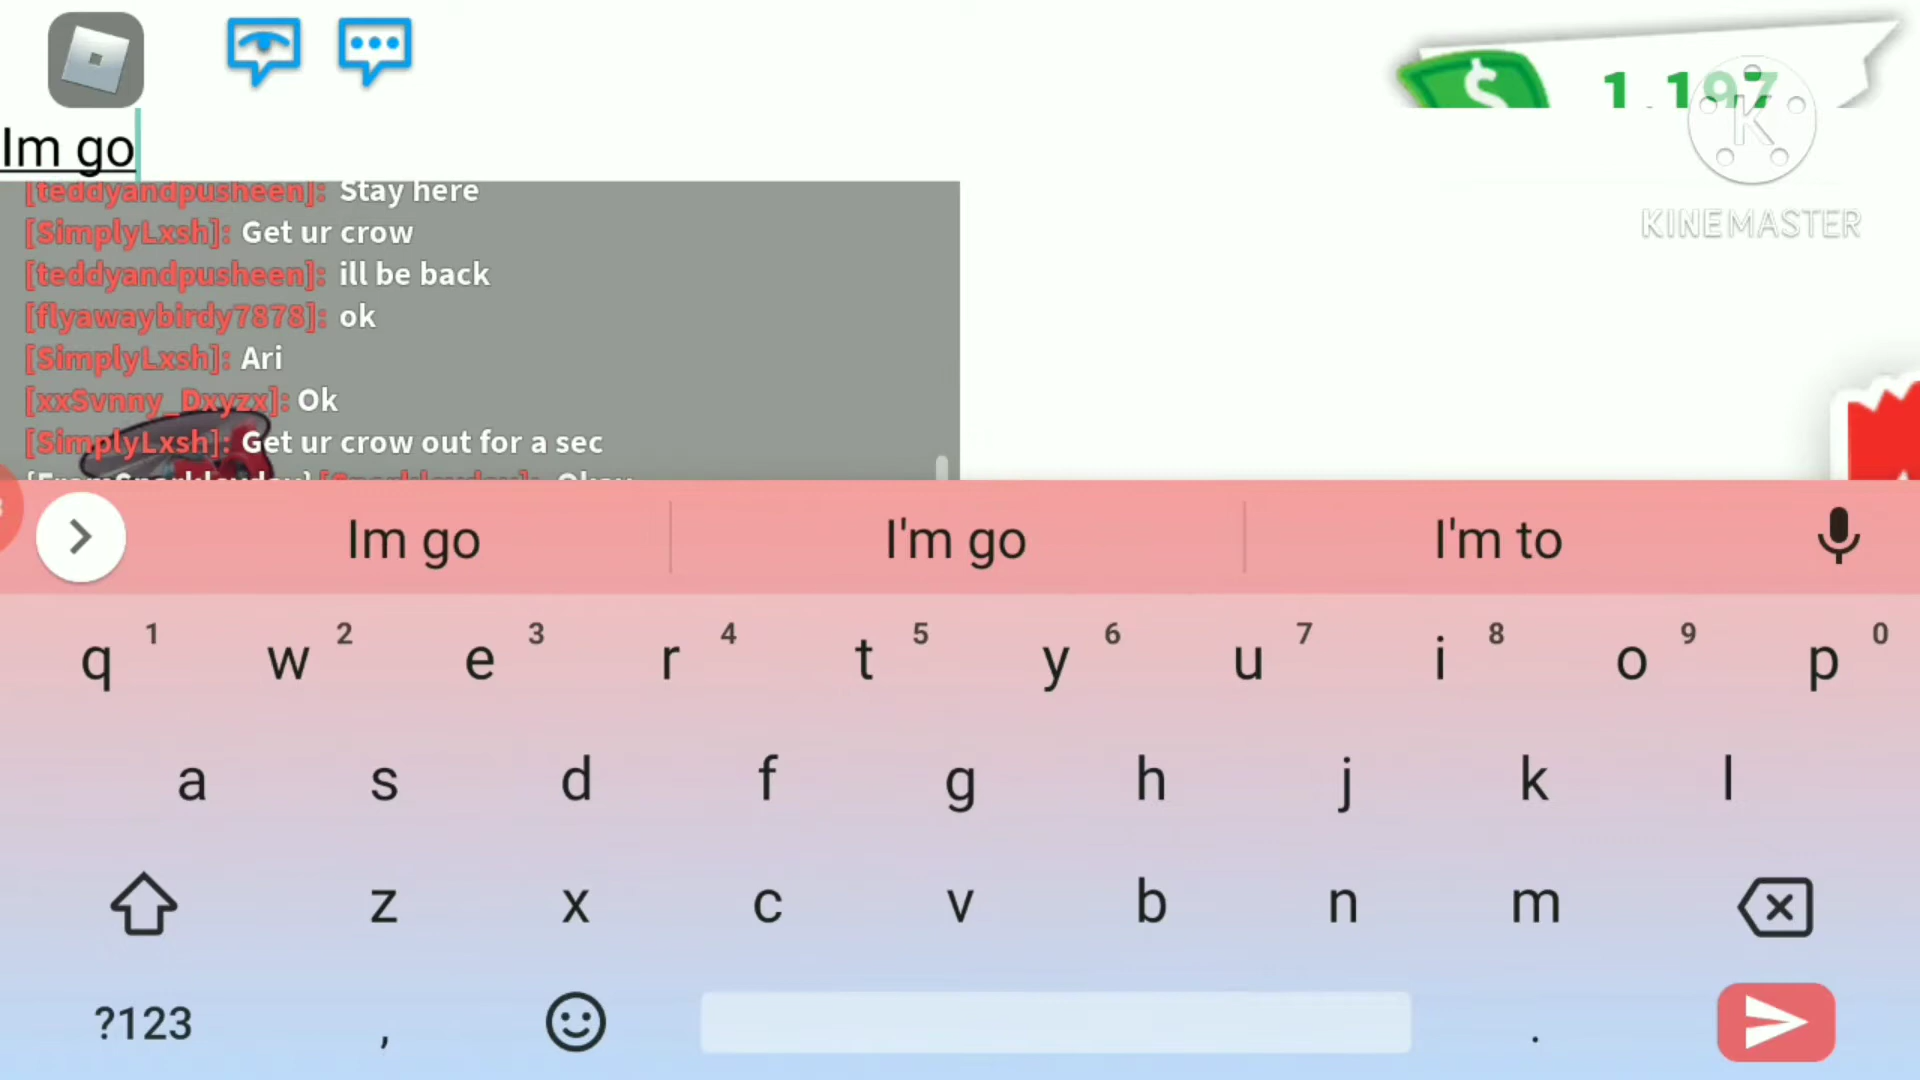 1,197
Im go
KINEMASTER
[teddyandpusheen]: Stay here
[SimplyLxsh]: Get ur crow
[teddyandpusheen]: ill be back
[flyawaybirdy7878]: ok
[SimplyLxsh]: Ari
[xxSvnny_Dxyzx]: Ok
[SimplyLxsh]: Get ur crow out for a sec
Im go I'm go I'm to
q 1 w 2 e 3 r 4 t 5 y 6 u 7 i 8 o 9 p 0
a s d f g h j k l
z x c v b n m
?123 , .